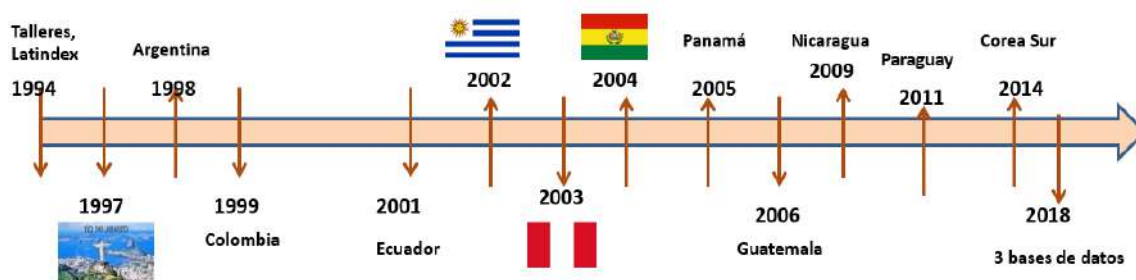 Talleres,
Latindex
1994
Argentina
1998
2002
2004
Panamá
2005
Nicaragua
2009
Paraguay
2011
Corea Sur
2014
1997
1999
Colombia
2001
Ecuador
2003
2006
Guatemala
2018
3 bases de datos